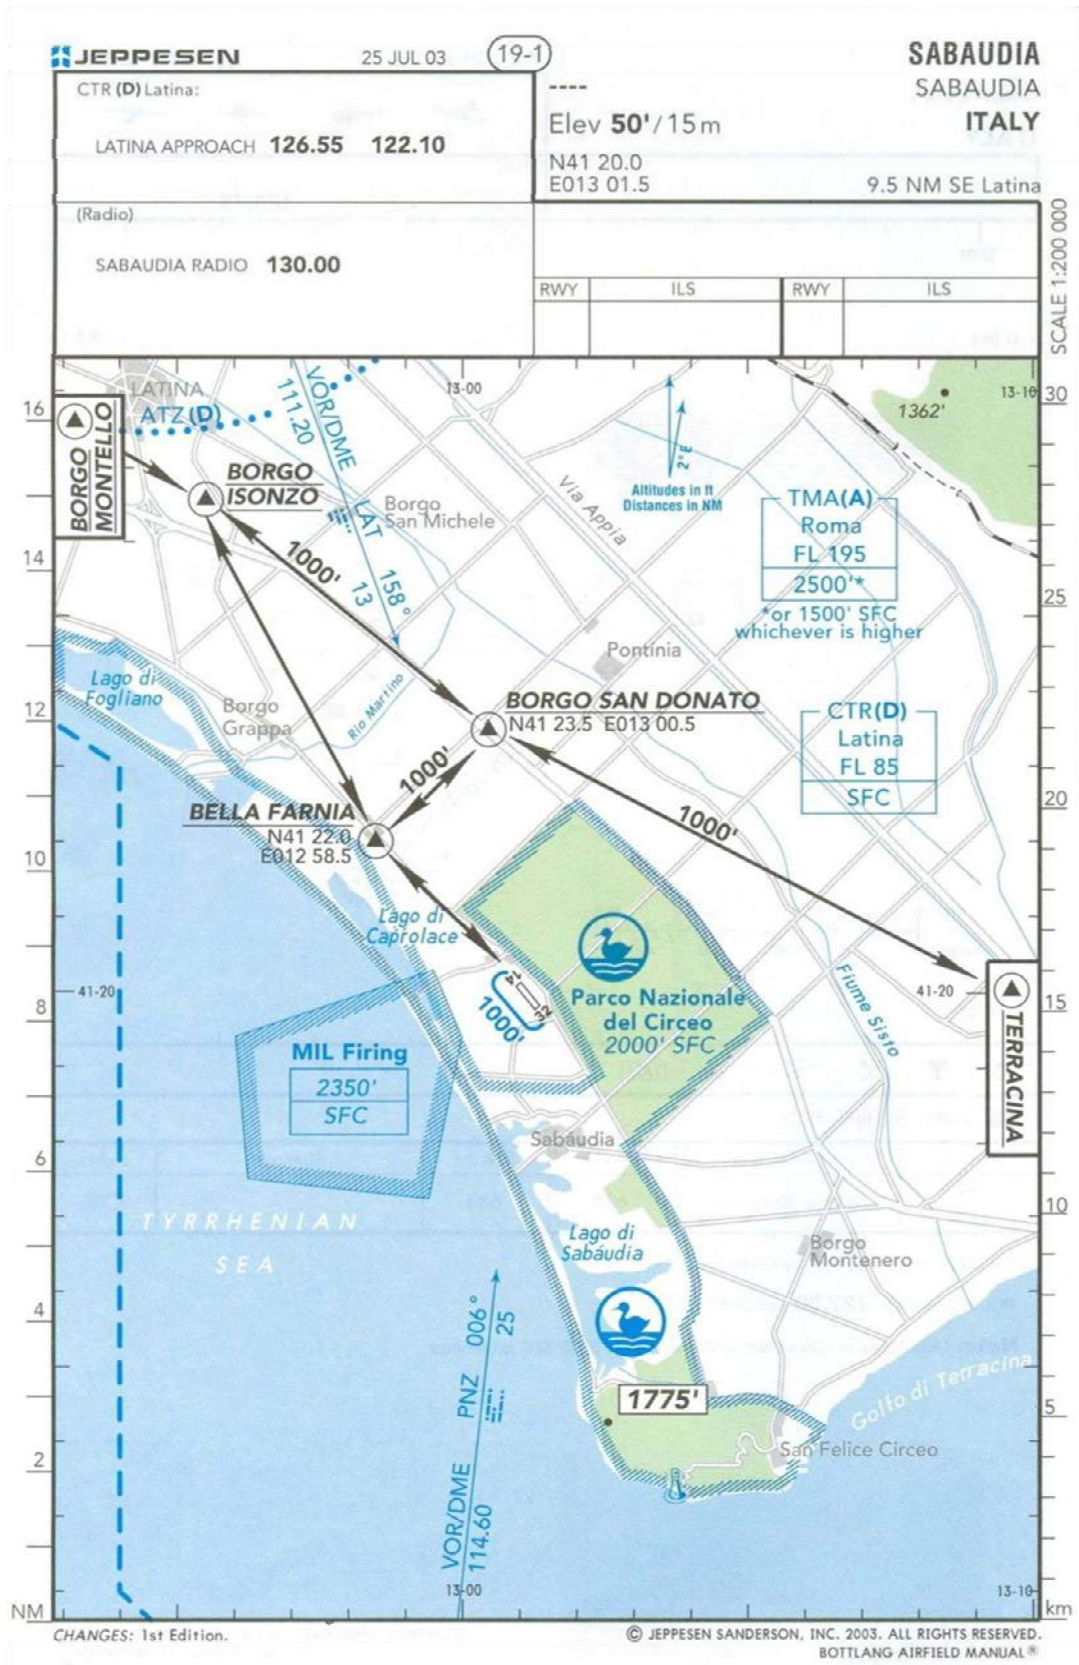 JEPPESEN
25 JUL 03
19-1
SABAUDIA
SABAUDIA
ITALY
CTR (D) Latina:
LATINA APPROACH 126.55 122.10
----
Elev 50'/15m
N41 20.0
E013 01.5
9.5 NM SE Latina
(Radio)
SABAUDIA RADIO 130.00
RWY
ILS
RWY
ILS
SCALE 1:200 000
LATINA
ATZ(D)
13-00
13-10
30
1362'
16
BORGO
MONTELLO
BORGO
ISONZO
VOR/DME LAT 158°
111.20 13
Borgo
San Michele
Via Appia
2°E
Altitudes in ft
Distances in NM
TMA(A)
Roma
FL 195
2500'*
*or 1500' SFC
whichever is higher
14
1000'
25
Pontinia
Lago di
Fogliano
Borgo
Grappa
Rio Martino
12
BORGO SAN DONATO
N41 23.5 E013 00.5
CTR(D)
Latina
FL 85
SFC
1000'
20
BELLA FARNIA
N41 22.0
E012 58.5
1000'
10
Lago di
Caprolace
41-20
8
14
32
1000'
Parco Nazionale
del Circeo
2000' SFC
Fiume Sisto
41-20
15
TERRACINA
MIL Firing
2350'
SFC
Sabáudia
6
TYRRHENIAN
SEA
Lago di
Sabáudia
Borgo
Montenero
10
4
VOR/DME PNZ 006°
114.60 25
1775'
Golfo di Terracina
5
San Felice Circeo
2
13-00
13-10
NM
km
CHANGES: 1st Edition.
© JEPPESEN SANDERSON, INC. 2003. ALL RIGHTS RESERVED.
BOTTLANG AIRFIELD MANUAL®